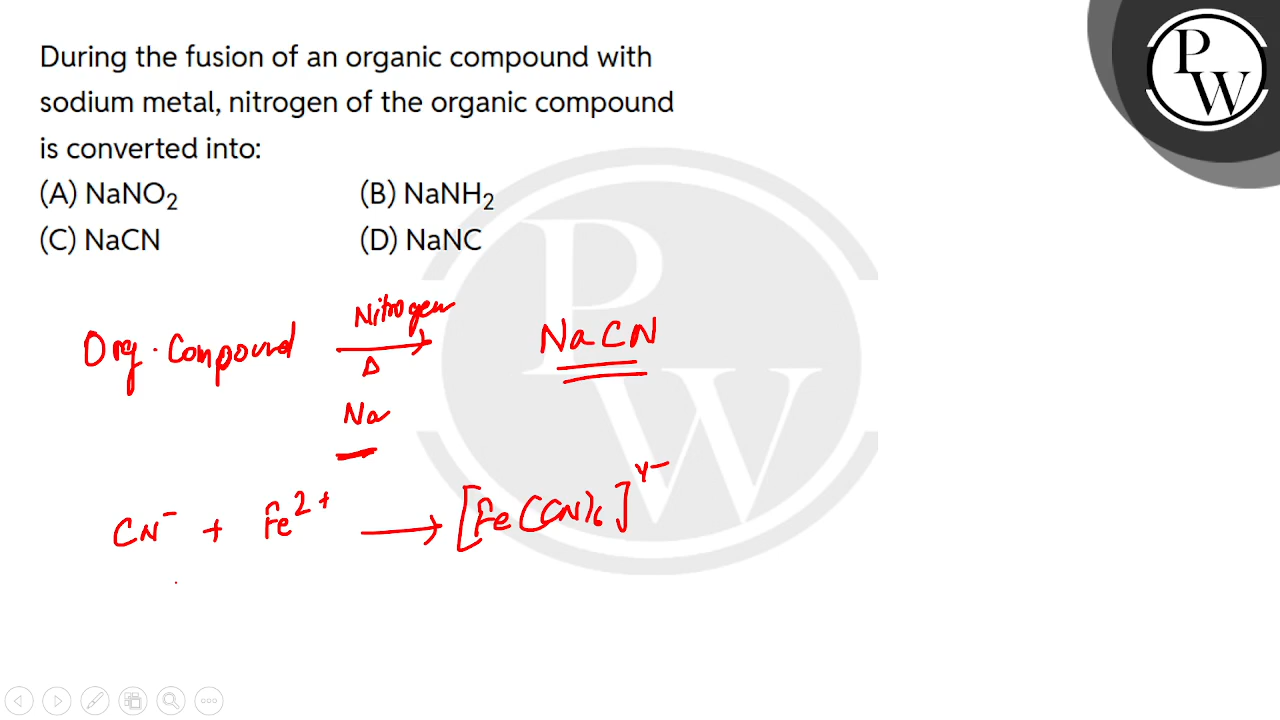 During the fusion of an organic compound with
sodium metal, nitrogen of the organic compound
is converted into:
(A) NaNO₂ (B) NaNH₂
(C) NaCN (D) NaNC
Org. Compound Nitrogen → Δ Na NaCN
CN⁻ + Fe²⁺ → [Fe(CN)₆]⁴⁻
P
W
P
W